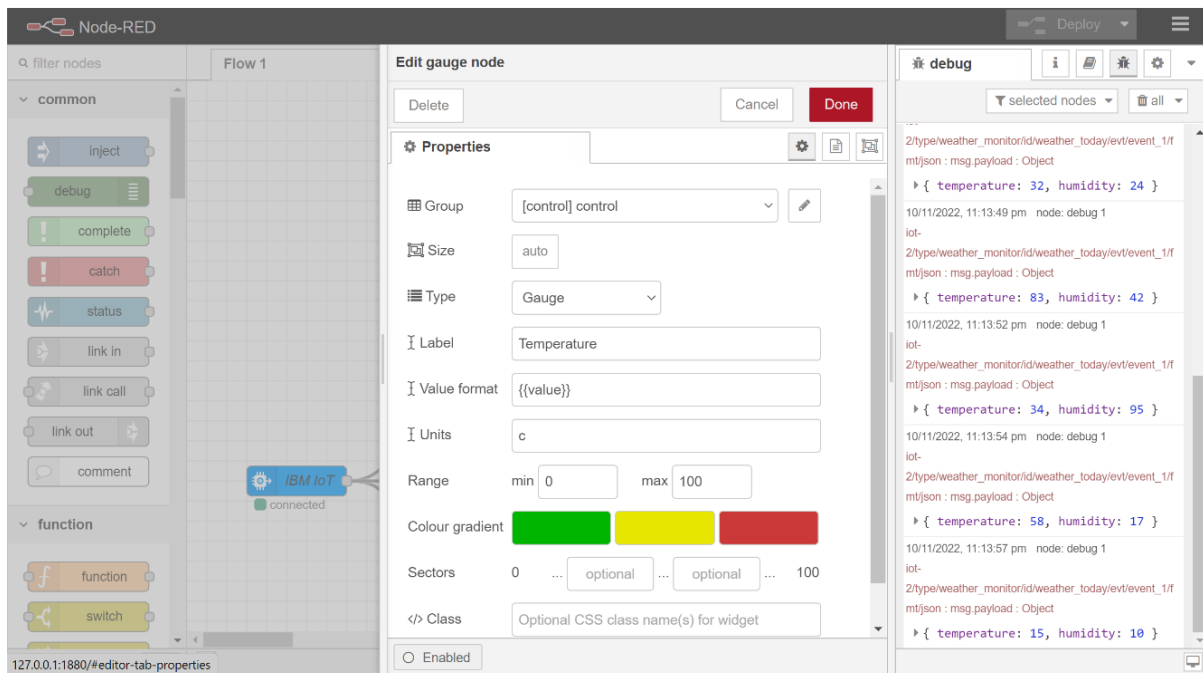 Node-RED
Deploy
filter nodes
Flow 1
Edit gauge node
debug
i
Delete
Cancel
Done
selected nodes
all
common
inject
debug
complete
catch
status
link in
link call
link out
comment
function
function
switch
IBM IoT
connected
Properties
Group
[control] control
Size
auto
Type
Gauge
Label
Temperature
Value format
{{value}}
Units
c
Range
min
0
max
100
Colour gradient
Sectors
0
...
optional
...
optional
...
100
Class
Optional CSS class name(s) for widget
Enabled
2/type/weather_monitor/id/weather_today/evt/event_1/f
mt/json : msg.payload : Object
{ temperature: 32, humidity: 24 }
10/11/2022, 11:13:49 pm node: debug 1
iot-
2/type/weather_monitor/id/weather_today/evt/event_1/f
mt/json : msg.payload : Object
{ temperature: 83, humidity: 42 }
10/11/2022, 11:13:52 pm node: debug 1
iot-
2/type/weather_monitor/id/weather_today/evt/event_1/f
mt/json : msg.payload : Object
{ temperature: 34, humidity: 95 }
10/11/2022, 11:13:54 pm node: debug 1
iot-
2/type/weather_monitor/id/weather_today/evt/event_1/f
mt/json : msg.payload : Object
{ temperature: 58, humidity: 17 }
10/11/2022, 11:13:57 pm node: debug 1
iot-
2/type/weather_monitor/id/weather_today/evt/event_1/f
mt/json : msg.payload : Object
{ temperature: 15, humidity: 10 }
127.0.0.1:1880/#editor-tab-properties